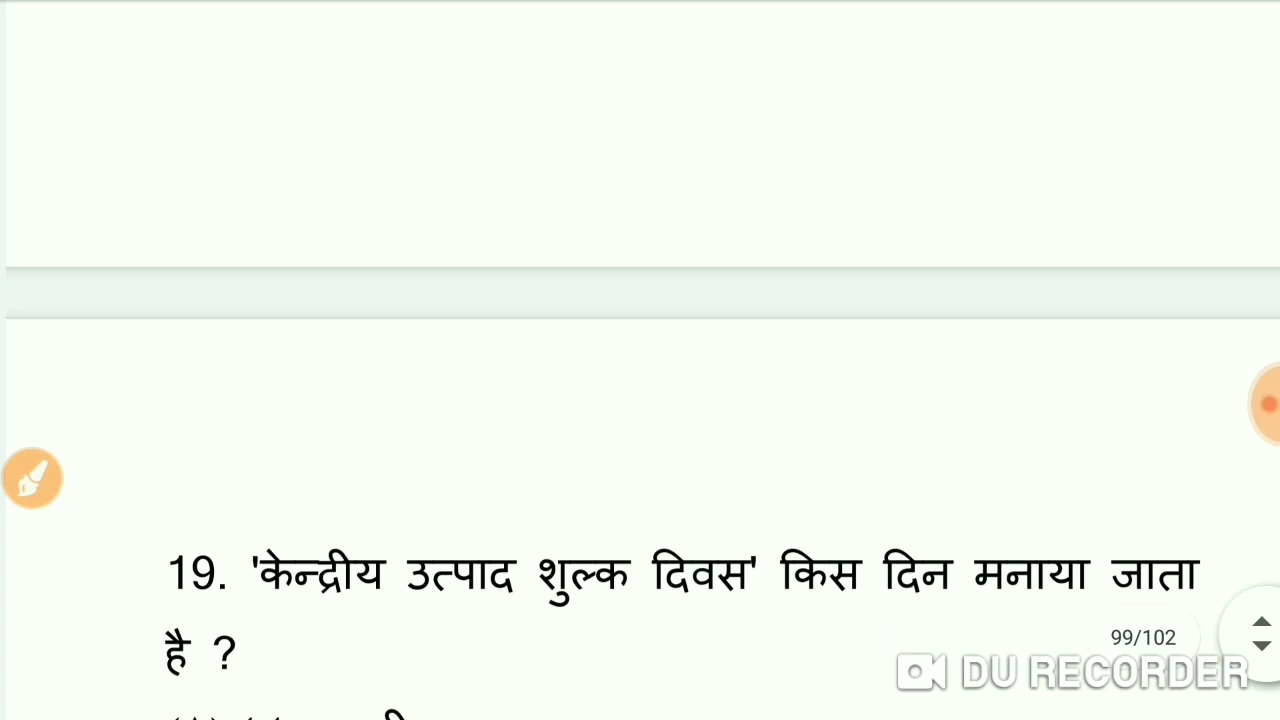 19. 'केन्द्रीय उत्पाद शुल्क दिवस' किस दिन मनाया जाता
है ?
99/102
DU RECORDER